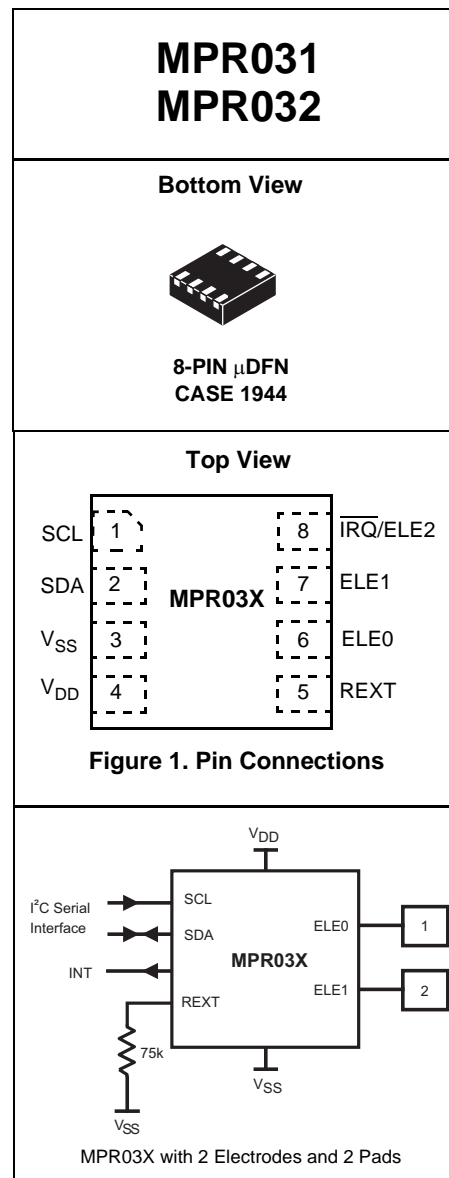 MPR031
MPR032
Bottom View
8-PIN μDFN
CASE 1944
Top View
SCL 1 8 I̅R̅Q̅/ELE2
SDA 2 MPR03X 7 ELE1
VSS 3 6 ELE0
VDD 4 5 REXT
Figure 1. Pin Connections
VDD
I²C Serial
Interface
SCL
SDA
INT
REXT
MPR03X
ELE0 1
ELE1 2
75k
VSS
VSS
MPR03X with 2 Electrodes and 2 Pads